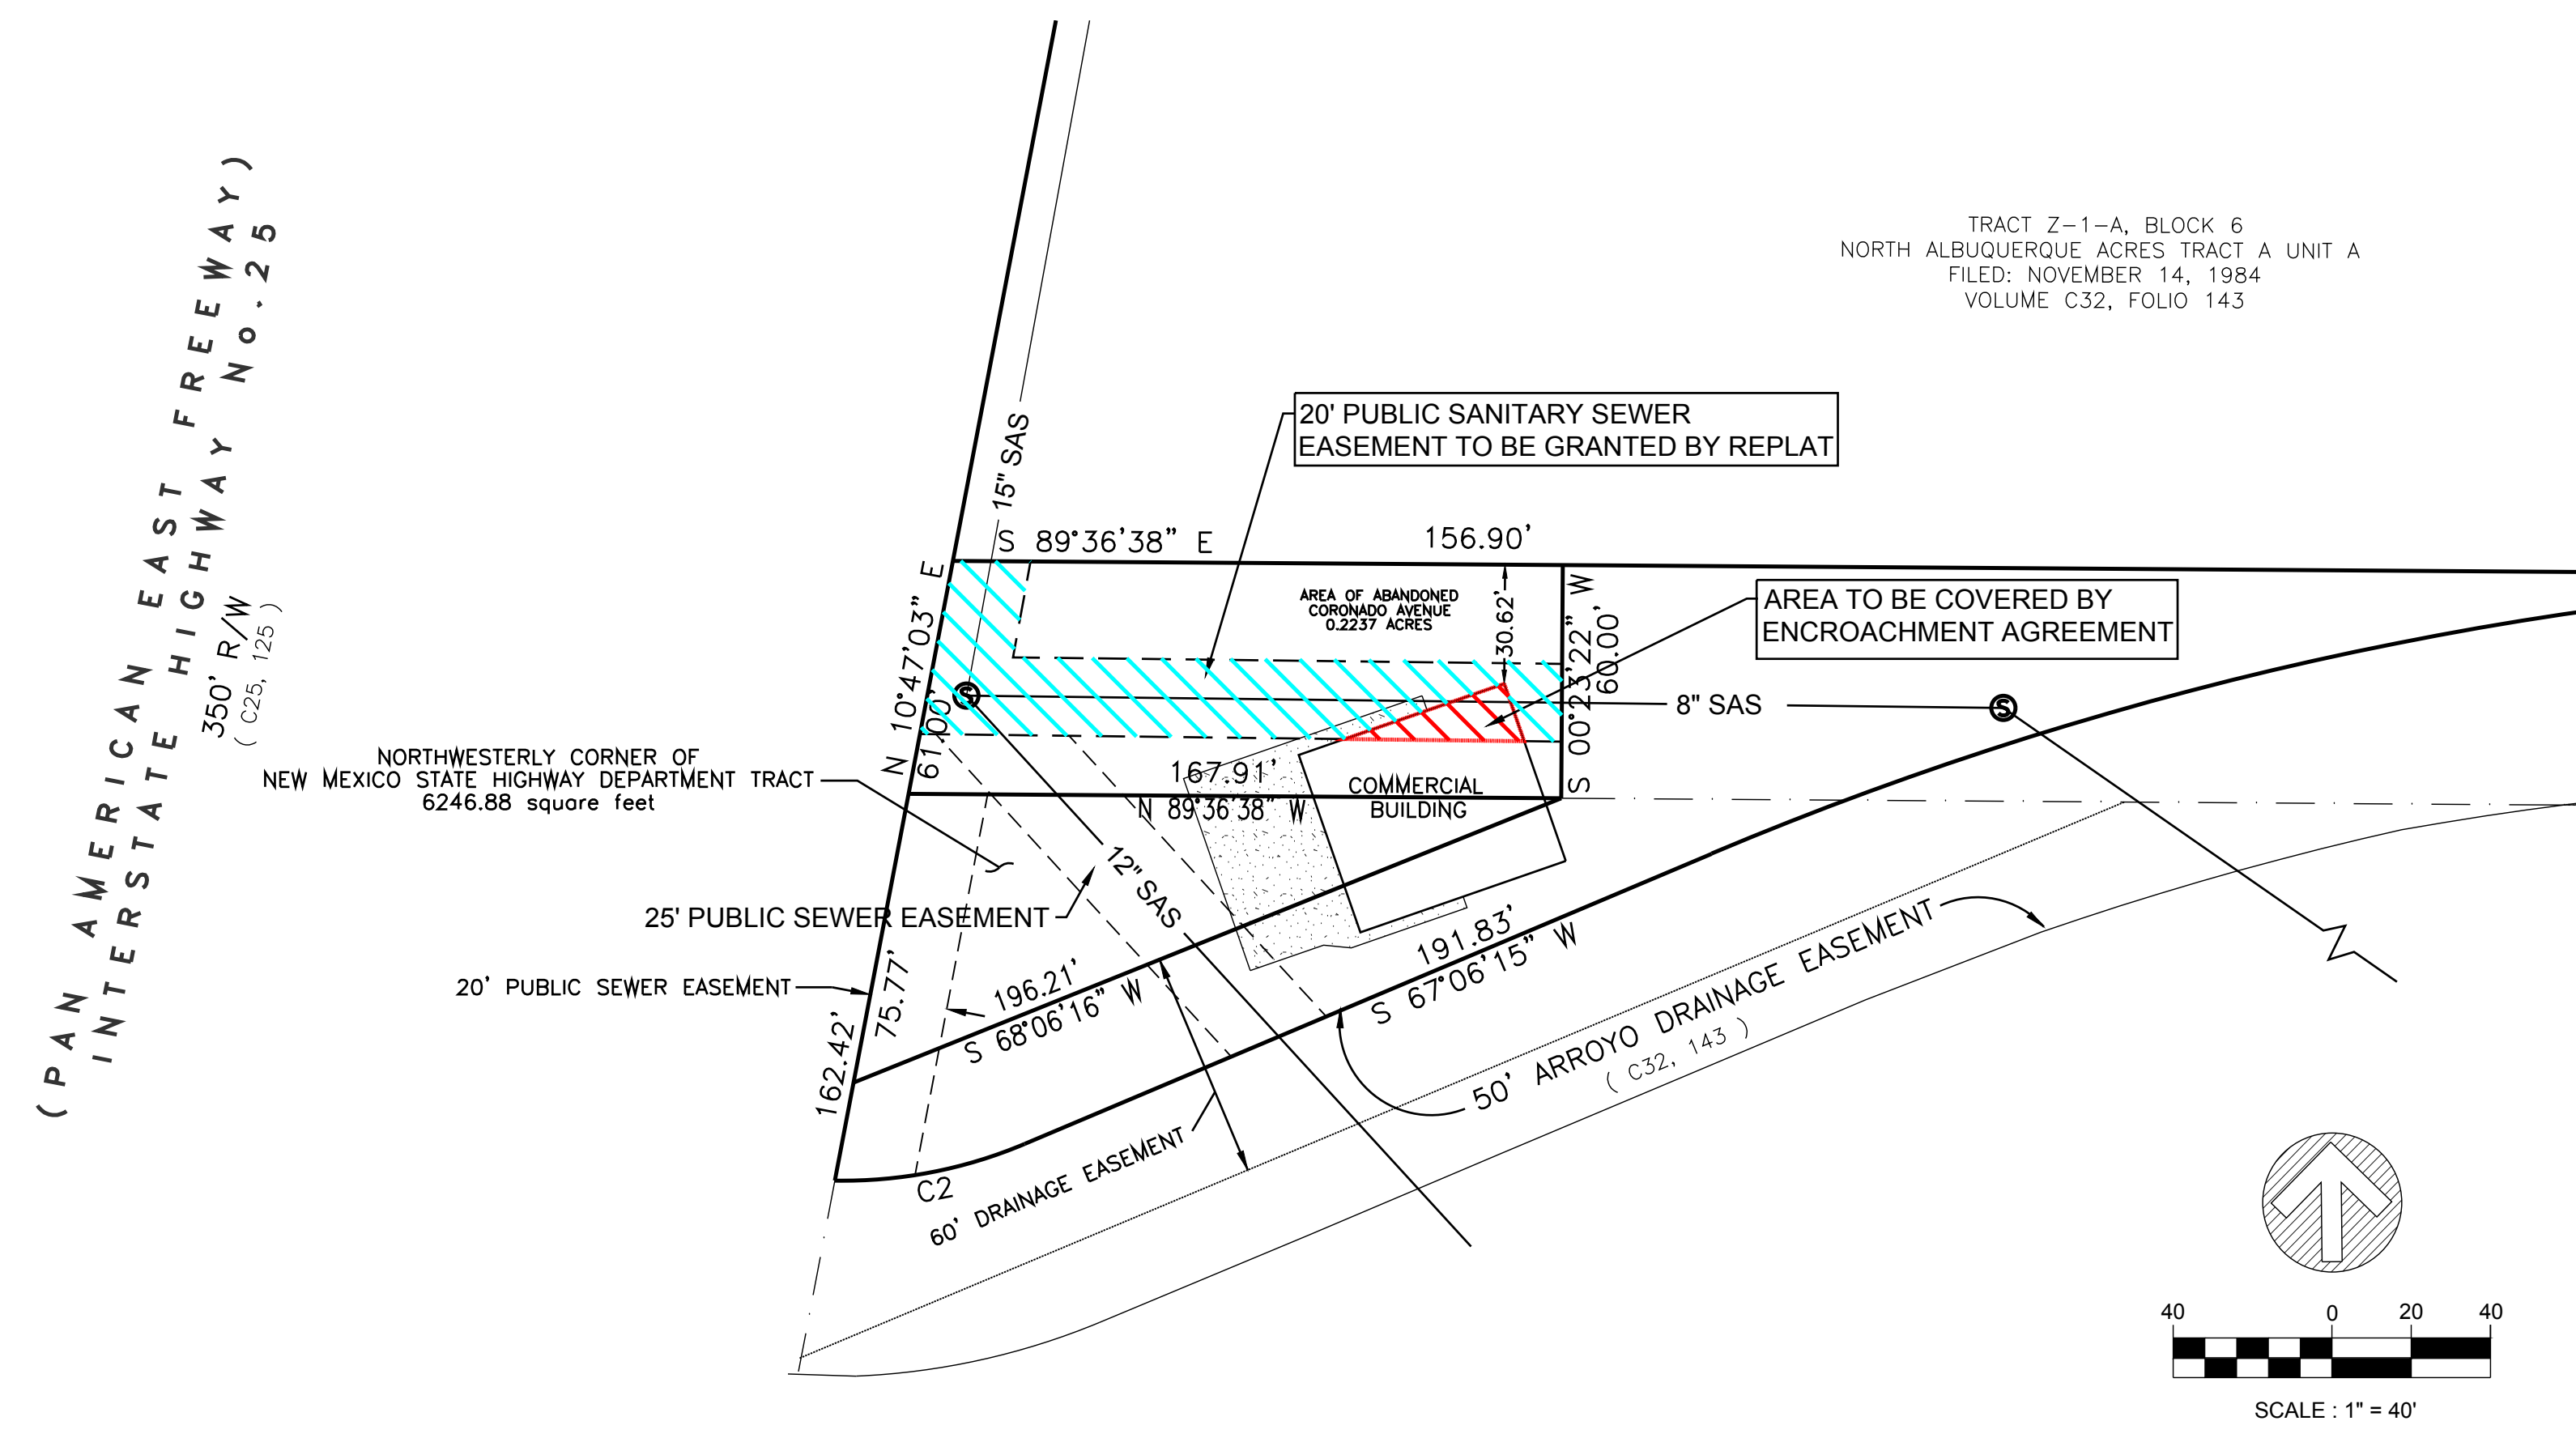 (PAN AMERICAN EAST FREEWAY)
INTERSTATE HIGHWAY No.25
350' R/W
( C25, 125 )
TRACT Z-1-A, BLOCK 6
NORTH ALBUQUERQUE ACRES TRACT A UNIT A
FILED: NOVEMBER 14, 1984
VOLUME C32, FOLIO 143
15" SAS
20' PUBLIC SANITARY SEWER
EASEMENT TO BE GRANTED BY REPLAT
S 89°36'38" E
156.90'
AREA OF ABANDONED
CORONADO AVENUE
0.2237 ACRES
30.62'
S 00°23'22" W
60.00'
AREA TO BE COVERED BY
ENCROACHMENT AGREEMENT
N 10°47'03" E
61.00'
S
8" SAS
S
NORTHWESTERLY CORNER OF
NEW MEXICO STATE HIGHWAY DEPARTMENT TRACT
6246.88 square feet
167.91'
N 89°36'38" W
COMMERCIAL
BUILDING
12" SAS
25' PUBLIC SEWER EASEMENT
20' PUBLIC SEWER EASEMENT
75.77'
162.42'
196.21'
S 68°06'16" W
191.83'
S 67°06'15" W
50' ARROYO DRAINAGE EASEMENT
( C32, 143 )
C2
60' DRAINAGE EASEMENT
40 0 20 40
SCALE : 1" = 40'